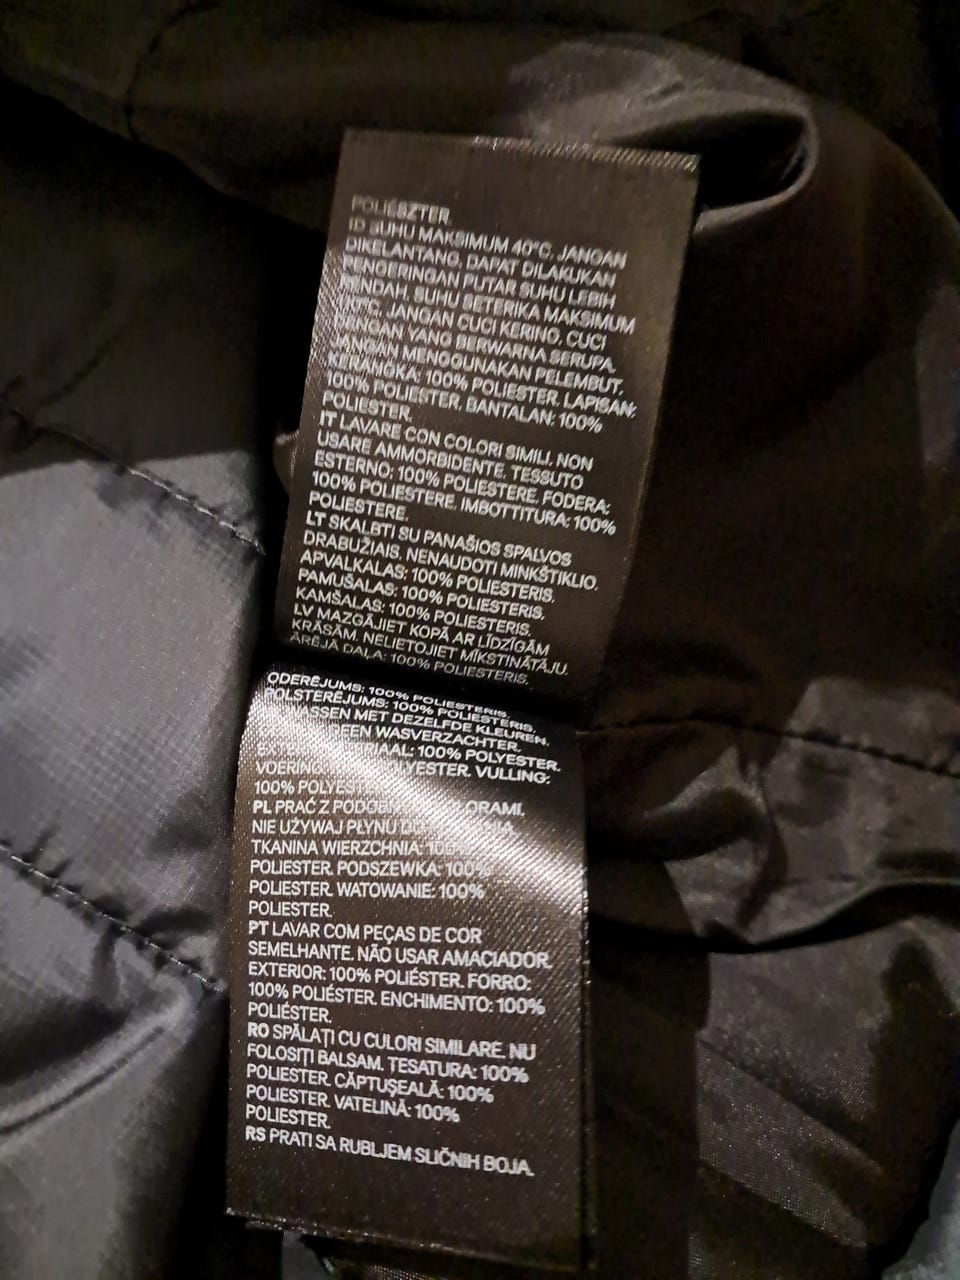 POLIÉSZTER.
ID SUHU MAKSIMUM 40°C. JANGAN
DIKELANTANG. DAPAT DILAKUKAN
PENGERINGAN PUTAR SUHU LEBIH
RENDAH. SUHU SETERIKA MAKSIMUM
JANGAN CUCI KERING. CUCI
DENGAN YANG BERWARNA SERUPA.
JANGAN MENGGUNAKAN PELEMBUT.
KERANGKA: 100% POLIESTER. LAPISAN:
100% POLIESTER. BANTALAN: 100%
POLIESTER.
IT LAVARE CON COLORI SIMILI. NON
USARE AMMORBIDENTE. TESSUTO
ESTERNO: 100% POLIESTERE. FODERA:
100% POLIESTERE. IMBOTTITURA: 100%
POLIESTERE.
LT SKALBTI SU PANAŠIOS SPALVOS
DRABUŽIAIS. NENAUDOTI MINKŠTIKLIO.
APVALKALAS: 100% POLIESTERIS.
PAMUŠALAS: 100% POLIESTERIS.
KAMŠALAS: 100% POLIESTERIS.
LV MAZGĀJIET KOPĀ AR LĪDZĪGĀM
KRĀSĀM. NELIETOJIET MĪKSTINĀTĀJU.
ĀRĒJĀ DAĻA: 100% POLIESTERIS.
ODERĒJUMS: 100% POLIESTERIS.
POLSTERĒJUMS: 100% POLIESTERIS.
MET DEZELFDE KLEUREN.
GEEN WASVERZACHTER.
100% POLYESTER.
VULLING:
100%
PL PRAĆ Z
NIE UŻYWAJ PŁYNU
TKANINA WIERZCHNIA: 100%
POLIESTER. PODSZEWKA: 100%
POLIESTER. WATOWANIE: 100%
POLIESTER.
PT LAVAR COM PEÇAS DE COR
SEMELHANTE. NÃO USAR AMACIADOR.
EXTERIOR: 100% POLIÉSTER. FORRO:
100% POLIÉSTER. ENCHIMENTO: 100%
POLIÉSTER.
RO SPĂLAȚI CU CULORI SIMILARE. NU
FOLOSIȚI BALSAM. TESATURA: 100%
POLIESTER. CĂPTUȘEALĂ: 100%
POLIESTER. VATELINĂ: 100%
POLIESTER.
RS PRATI SA RUBLJEM SLIČNIH BOJA.